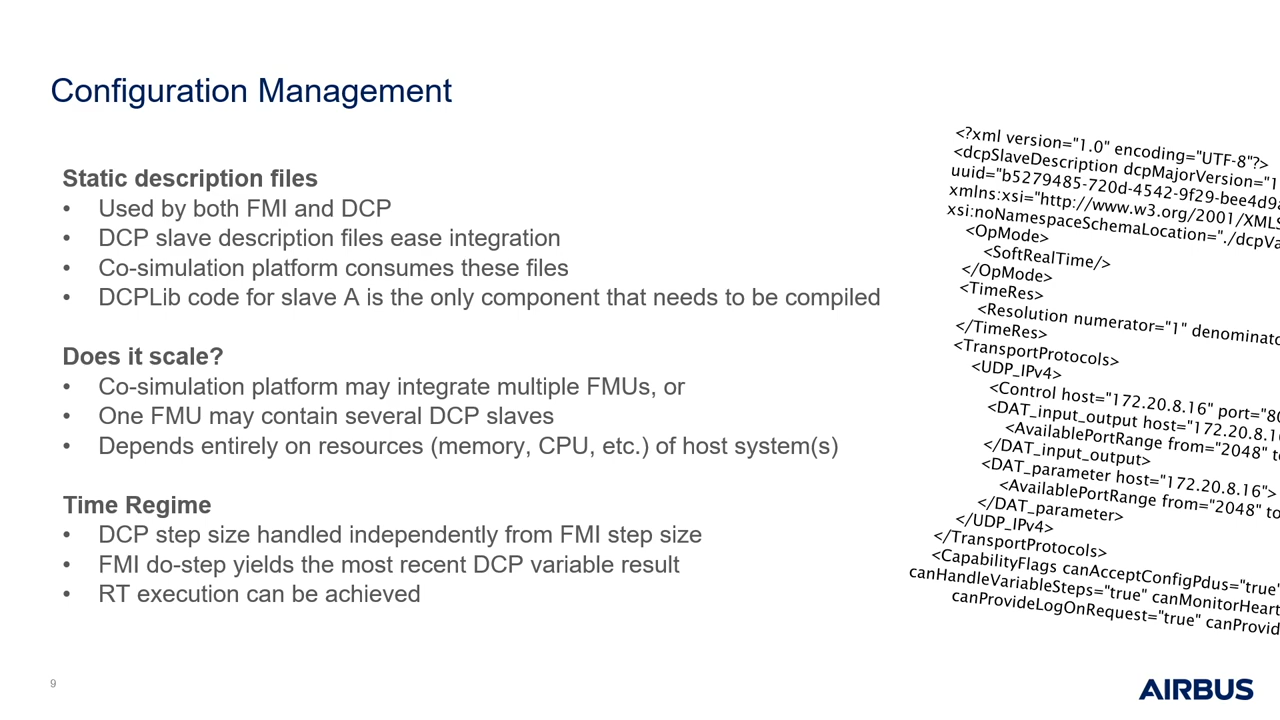 Configuration Management
Static description files
• Used by both FMI and DCP
• DCP slave description files ease integration
• Co-simulation platform consumes these files
• DCPLib code for slave A is the only component that needs to be compiled
Does it scale?
• Co-simulation platform may integrate multiple FMUs, or
• One FMU may contain several DCP slaves
• Depends entirely on resources (memory, CPU, etc.) of host system(s)
Time Regime
• DCP step size handled independently from FMI step size
• FMI do-step yields the most recent DCP variable result
• RT execution can be achieved
<?xml version="1.0" encoding="UTF-8"?>
<dcpSlaveDescription dcpMajorVersion="1
uuid="b5279485-720d-4542-9f29-bee4d9a
xmlns:xsi="http://www.w3.org/2001/XMLS
xsi:noNamespaceSchemaLocation="./dcpVa
<OpMode>
<SoftRealTime/>
</OpMode>
<TimeRes>
<Resolution numerator="1" denominato
</TimeRes>
<TransportProtocols>
<UDP_IPv4>
<Control host="172.20.8.16" port="80
<DAT_input_output host="172.20.8.16
<AvailablePortRange from="2048" to
</DAT_input_output>
<DAT_parameter host="172.20.8.16">
<AvailablePortRange from="2048" to
</DAT_parameter>
</UDP_IPv4>
</TransportProtocols>
<CapabilityFlags canAcceptConfigPdus="true"
canHandleVariableSteps="true" canMonitorHeart
canProvideLogOnRequest="true" canProvid
9
AIRBUS